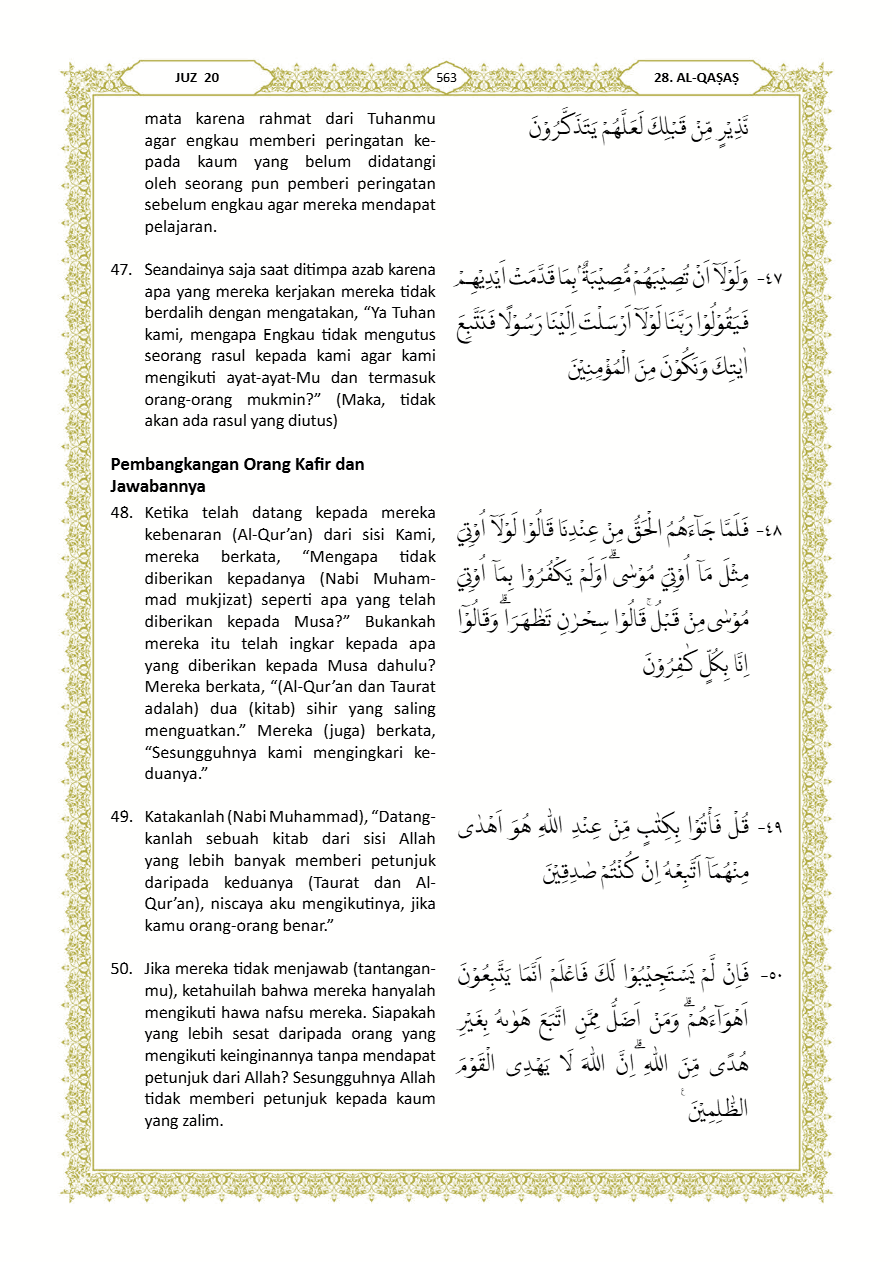 JUZ 20
563
28. AL-QAṢAṢ
mata karena rahmat dari Tuhanmu
agar engkau memberi peringatan ke-
pada kaum yang belum didatangi
oleh seorang pun pemberi peringatan
sebelum engkau agar mereka mendapat
pelajaran.
نَّذِيْرٍ مِّنْ قَبْلِكَ لَعَلَّهُمْ يَتَذَكَّرُوْنَ
47. Seandainya saja saat ditimpa azab karena
apa yang mereka kerjakan mereka tidak
berdalih dengan mengatakan, “Ya Tuhan
kami, mengapa Engkau tidak mengutus
seorang rasul kepada kami agar kami
mengikuti ayat-ayat-Mu dan termasuk
orang-orang mukmin?” (Maka, tidak
akan ada rasul yang diutus)
٤٧- وَلَوْلَآ اَنْ تُصِيْبَهُمْ مُّصِيْبَةٌ ۢبِمَا قَدَّمَتْ اَيْدِيْهِمْ
فَيَقُوْلُوْا رَبَّنَا لَوْلَآ اَرْسَلْتَ اِلَيْنَا رَسُوْلًا فَنَتَّبِعَ
اٰيٰتِكَ وَنَكُوْنَ مِنَ الْمُؤْمِنِيْنَ
Pembangkangan Orang Kafir dan
Jawabannya
48. Ketika telah datang kepada mereka
kebenaran (Al-Qur’an) dari sisi Kami,
mereka berkata, “Mengapa tidak
diberikan kepadanya (Nabi Muham-
mad mukjizat) seperti apa yang telah
diberikan kepada Musa?” Bukankah
mereka itu telah ingkar kepada apa
yang diberikan kepada Musa dahulu?
Mereka berkata, “(Al-Qur’an dan Taurat
adalah) dua (kitab) sihir yang saling
menguatkan.” Mereka (juga) berkata,
“Sesungguhnya kami mengingkari ke-
duanya.”
٤٨- فَلَمَّا جَاۤءَهُمُ الْحَقُّ مِنْ عِنْدِنَا قَالُوْا لَوْلَآ اُوْتِيَ
مِثْلَ مَآ اُوْتِيَ مُوْسٰى ۗ اَوَلَمْ يَكْفُرُوْا بِمَآ اُوْتِيَ
مُوْسٰى مِنْ قَبْلُ ۚ قَالُوْا سِحْرٰنِ تَظٰهَرَا ۗ وَقَالُوْٓا
اِنَّا بِكُلٍّ كٰفِرُوْنَ
49. Katakanlah (Nabi Muhammad), “Datang-
kanlah sebuah kitab dari sisi Allah
yang lebih banyak memberi petunjuk
daripada keduanya (Taurat dan Al-
Qur’an), niscaya aku mengikutinya, jika
kamu orang-orang benar.”
٤٩- قُلْ فَأْتُوْا بِكِتٰبٍ مِّنْ عِنْدِ اللّٰهِ هُوَ اَهْدٰى
مِنْهُمَآ اَتَّبِعْهُ اِنْ كُنْتُمْ صٰدِقِيْنَ
50. Jika mereka tidak menjawab (tantangan-
mu), ketahuilah bahwa mereka hanyalah
mengikuti hawa nafsu mereka. Siapakah
yang lebih sesat daripada orang yang
mengikuti keinginannya tanpa mendapat
petunjuk dari Allah? Sesungguhnya Allah
tidak memberi petunjuk kepada kaum
yang zalim.
٥٠- فَاِنْ لَّمْ يَسْتَجِيْبُوْا لَكَ فَاعْلَمْ اَنَّمَا يَتَّبِعُوْنَ
اَهْوَاۤءَهُمْ ۗ وَمَنْ اَضَلُّ مِمَّنِ اتَّبَعَ هَوٰىهُ بِغَيْرِ
هُدًى مِّنَ اللّٰهِ ۗ اِنَّ اللّٰهَ لَا يَهْدِى الْقَوْمَ
الظّٰلِمِيْنَ ۚ